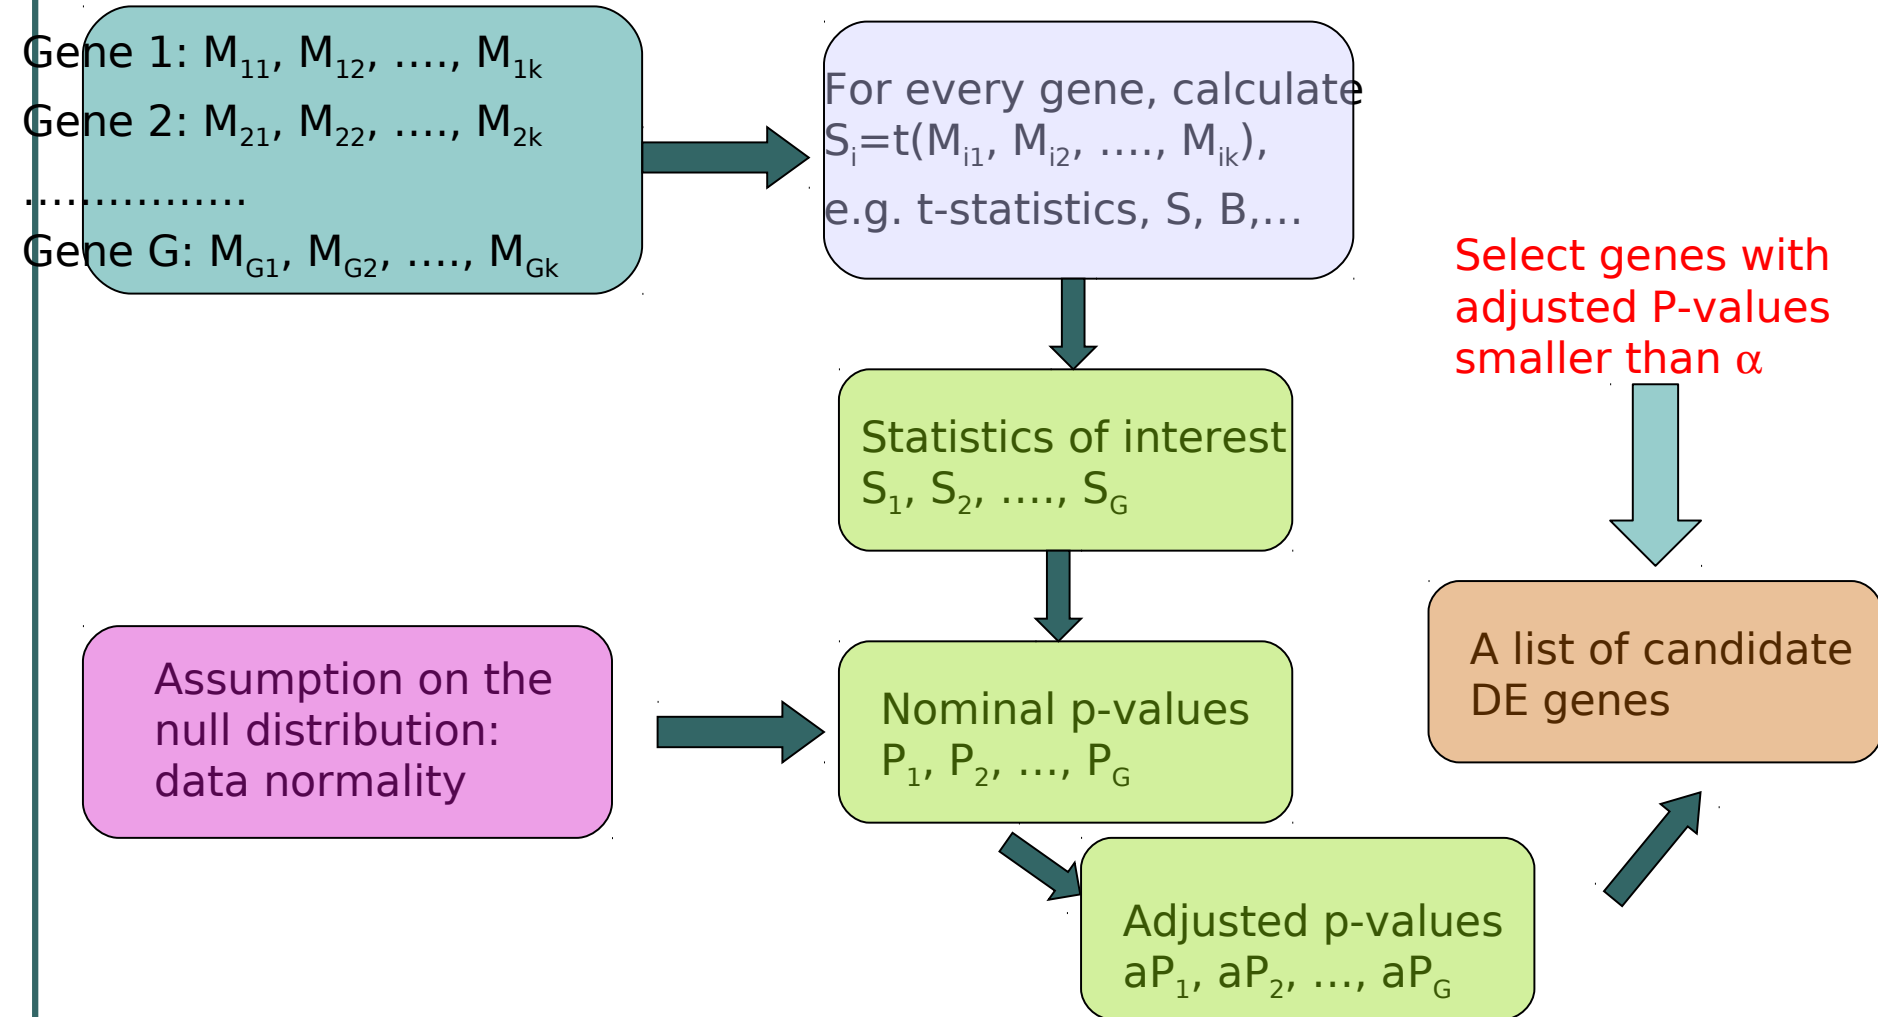 Gene 1: M11, M12, …., M1k
Gene 2: M21, M22, …., M2k
……………
Gene G: MG1, MG2, …., MGk
For every gene, calculate
Si=t(Mi1, Mi2, …., Mik),
e.g. t-statistics, S, B,…
Select genes with
adjusted P-values
smaller than α
Statistics of interest
S1, S2, …., SG
Assumption on the
null distribution:
data normality
Nominal p-values
P1, P2, …, PG
A list of candidate
DE genes
Adjusted p-values
aP1, aP2, …, aPG